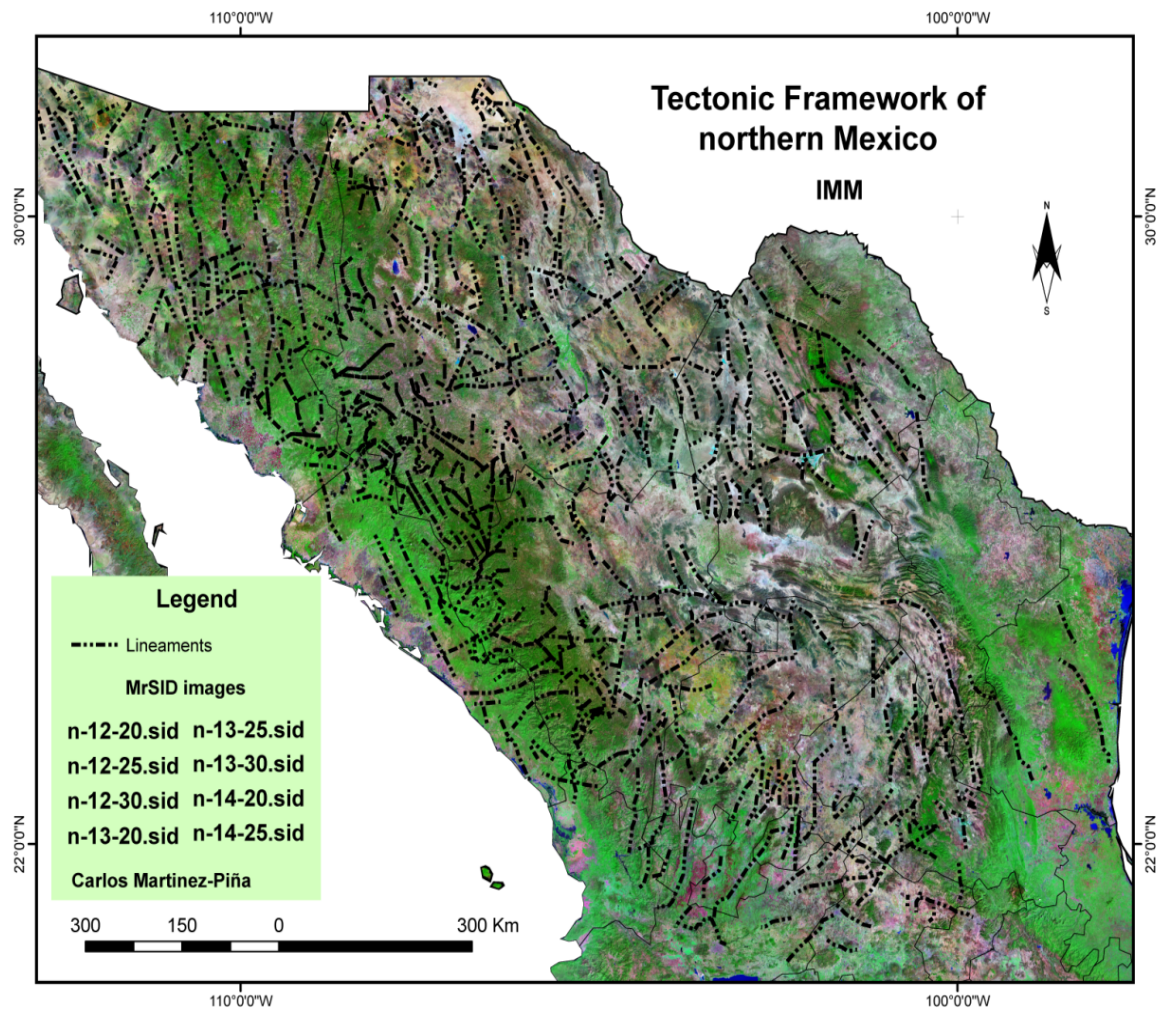 110°0'0"W 100°0'0"W
Tectonic Framework of
northern Mexico
IMM
30°0'0"N 30°0'0"N
N
S
Legend
Lineaments
MrSID images
n-12-20.sid n-13-25.sid
n-12-25.sid n-13-30.sid
n-12-30.sid n-14-20.sid
n-13-20.sid n-14-25.sid
22°0'0"N 22°0'0"N
Carlos Martinez-Piña
300 150 0 300 Km
110°0'0"W 100°0'0"W